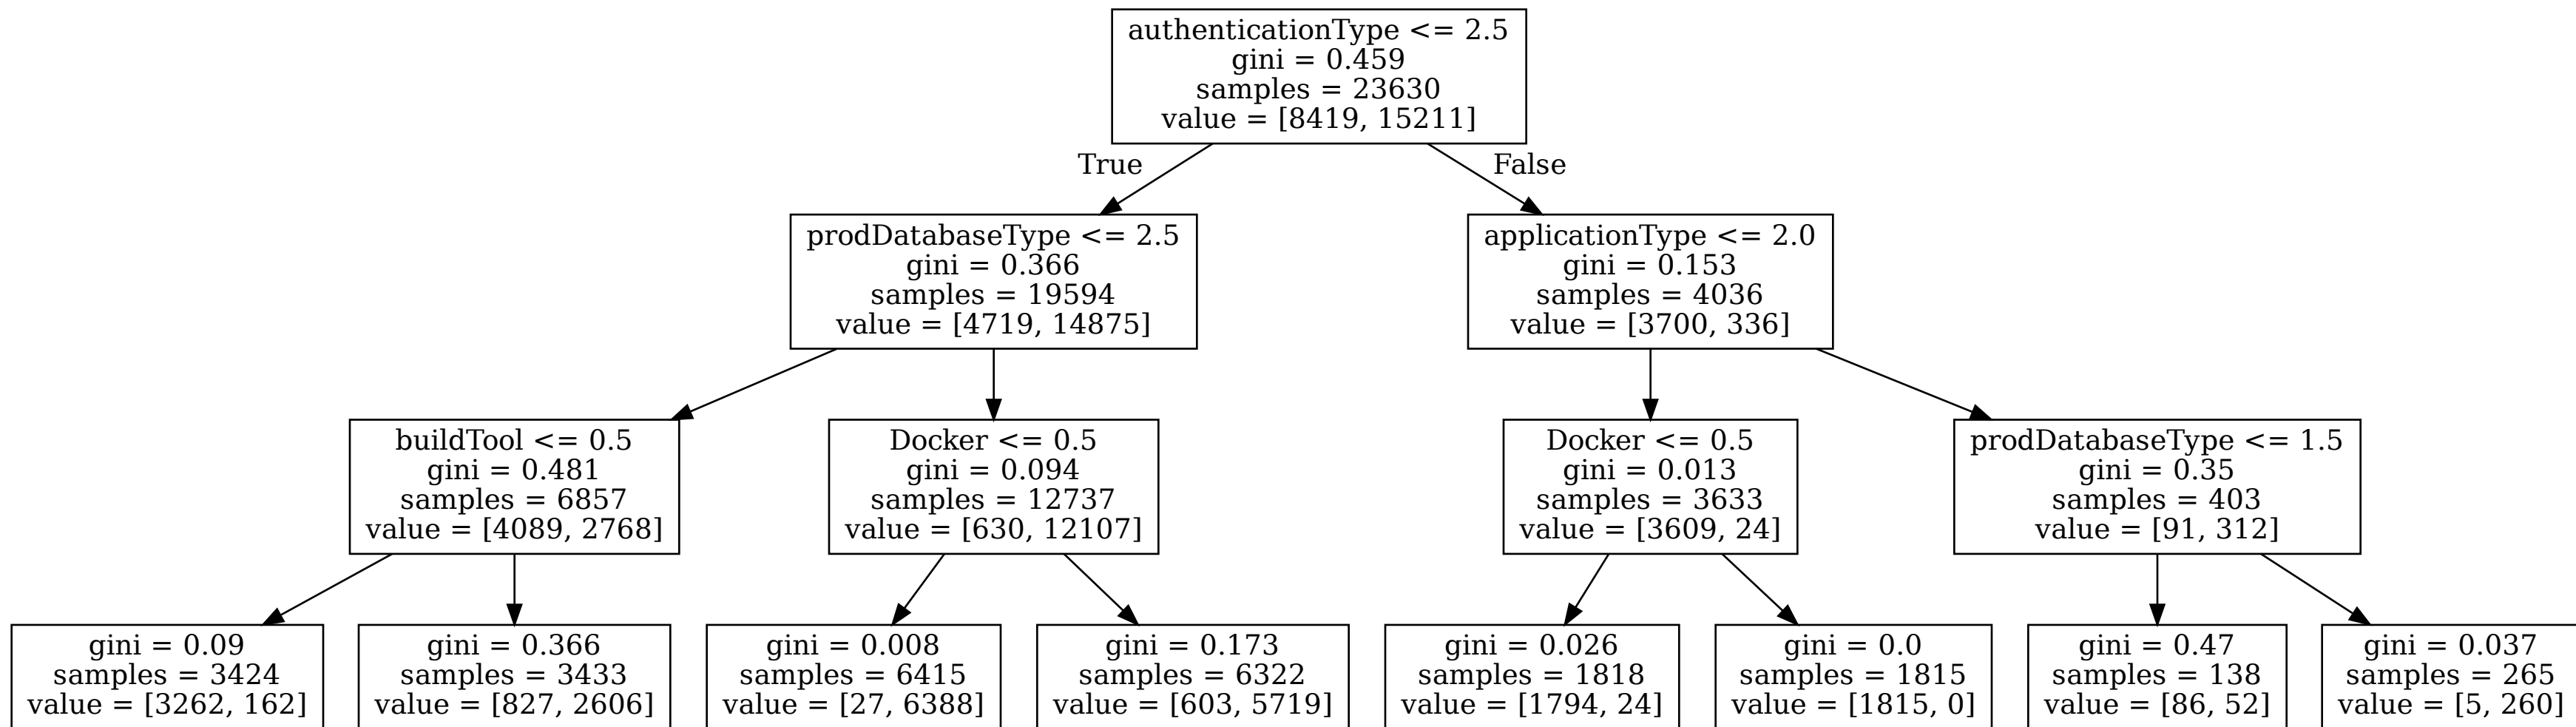 authenticationType <= 2.5
gini = 0.459
samples = 23630
value = [8419, 15211]
True
False
prodDatabaseType <= 2.5
gini = 0.366
samples = 19594
value = [4719, 14875]
applicationType <= 2.0
gini = 0.153
samples = 4036
value = [3700, 336]
buildTool <= 0.5
gini = 0.481
samples = 6857
value = [4089, 2768]
Docker <= 0.5
gini = 0.094
samples = 12737
value = [630, 12107]
Docker <= 0.5
gini = 0.013
samples = 3633
value = [3609, 24]
prodDatabaseType <= 1.5
gini = 0.35
samples = 403
value = [91, 312]
gini = 0.09
samples = 3424
value = [3262, 162]
gini = 0.366
samples = 3433
value = [827, 2606]
gini = 0.008
samples = 6415
value = [27, 6388]
gini = 0.173
samples = 6322
value = [603, 5719]
gini = 0.026
samples = 1818
value = [1794, 24]
gini = 0.0
samples = 1815
value = [1815, 0]
gini = 0.47
samples = 138
value = [86, 52]
gini = 0.037
samples = 265
value = [5, 260]